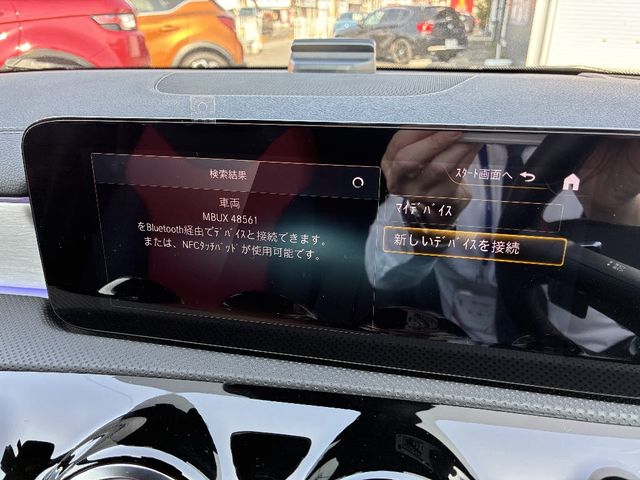 検索結果
車両
MBUX 48561
をBluetooth経由でﾃﾞﾊﾞｲｽと接続できます。
または、NFCﾀｯﾁﾊﾟｯﾄﾞが使用可能です。
ｽﾀｰﾄ画面へ
ﾏｲﾃﾞﾊﾞｲｽ
新しいﾃﾞﾊﾞｲｽを接続